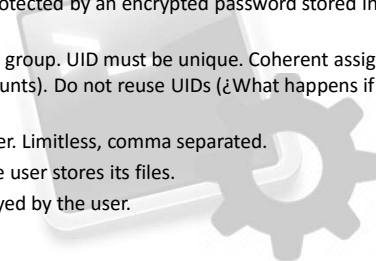 otected by an encrypted password stored in
group. UID must be unique. Coherent assig
unts). Do not reuse UIDs (¿What happens if
er. Limitless, comma separated.
e user stores its files.
yed by the user.